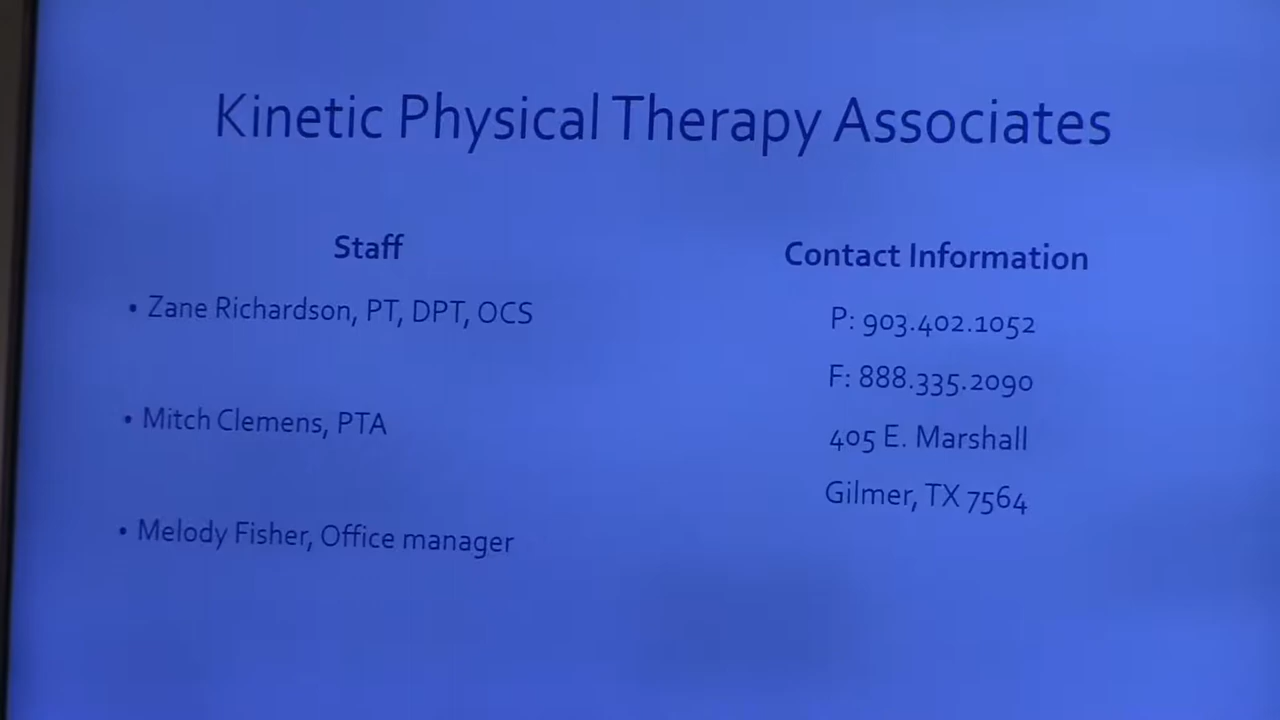 Kinetic Physical Therapy Associates
Staff
• Zane Richardson, PT, DPT, OCS
• Mitch Clemens, PTA
• Melody Fisher, Office manager
Contact Information
P: 903.402.1052
F: 888.335.2090
405 E. Marshall
Gilmer, TX 7564